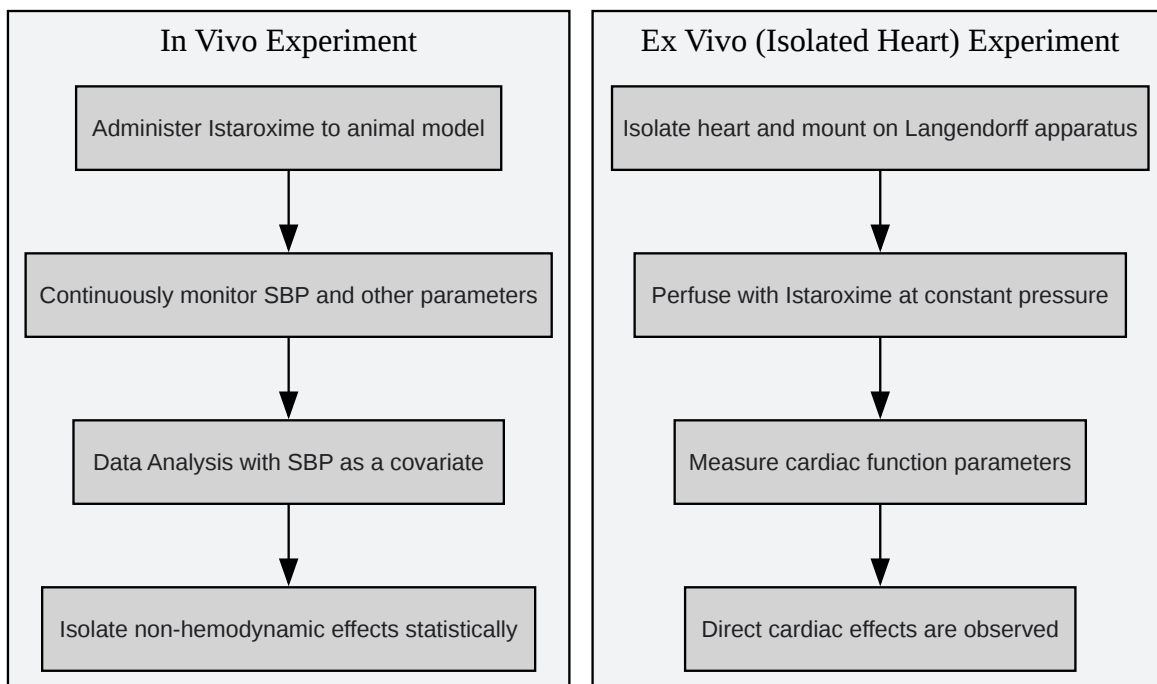 In Vivo Experiment
Administer Istaroxime to animal model
Continuously monitor SBP and other parameters
Data Analysis with SBP as a covariate
Isolate non-hemodynamic effects statistically
Ex Vivo (Isolated Heart) Experiment
Isolate heart and mount on Langendorff apparatus
Perfuse with Istaroxime at constant pressure
Measure cardiac function parameters
Direct cardiac effects are observed